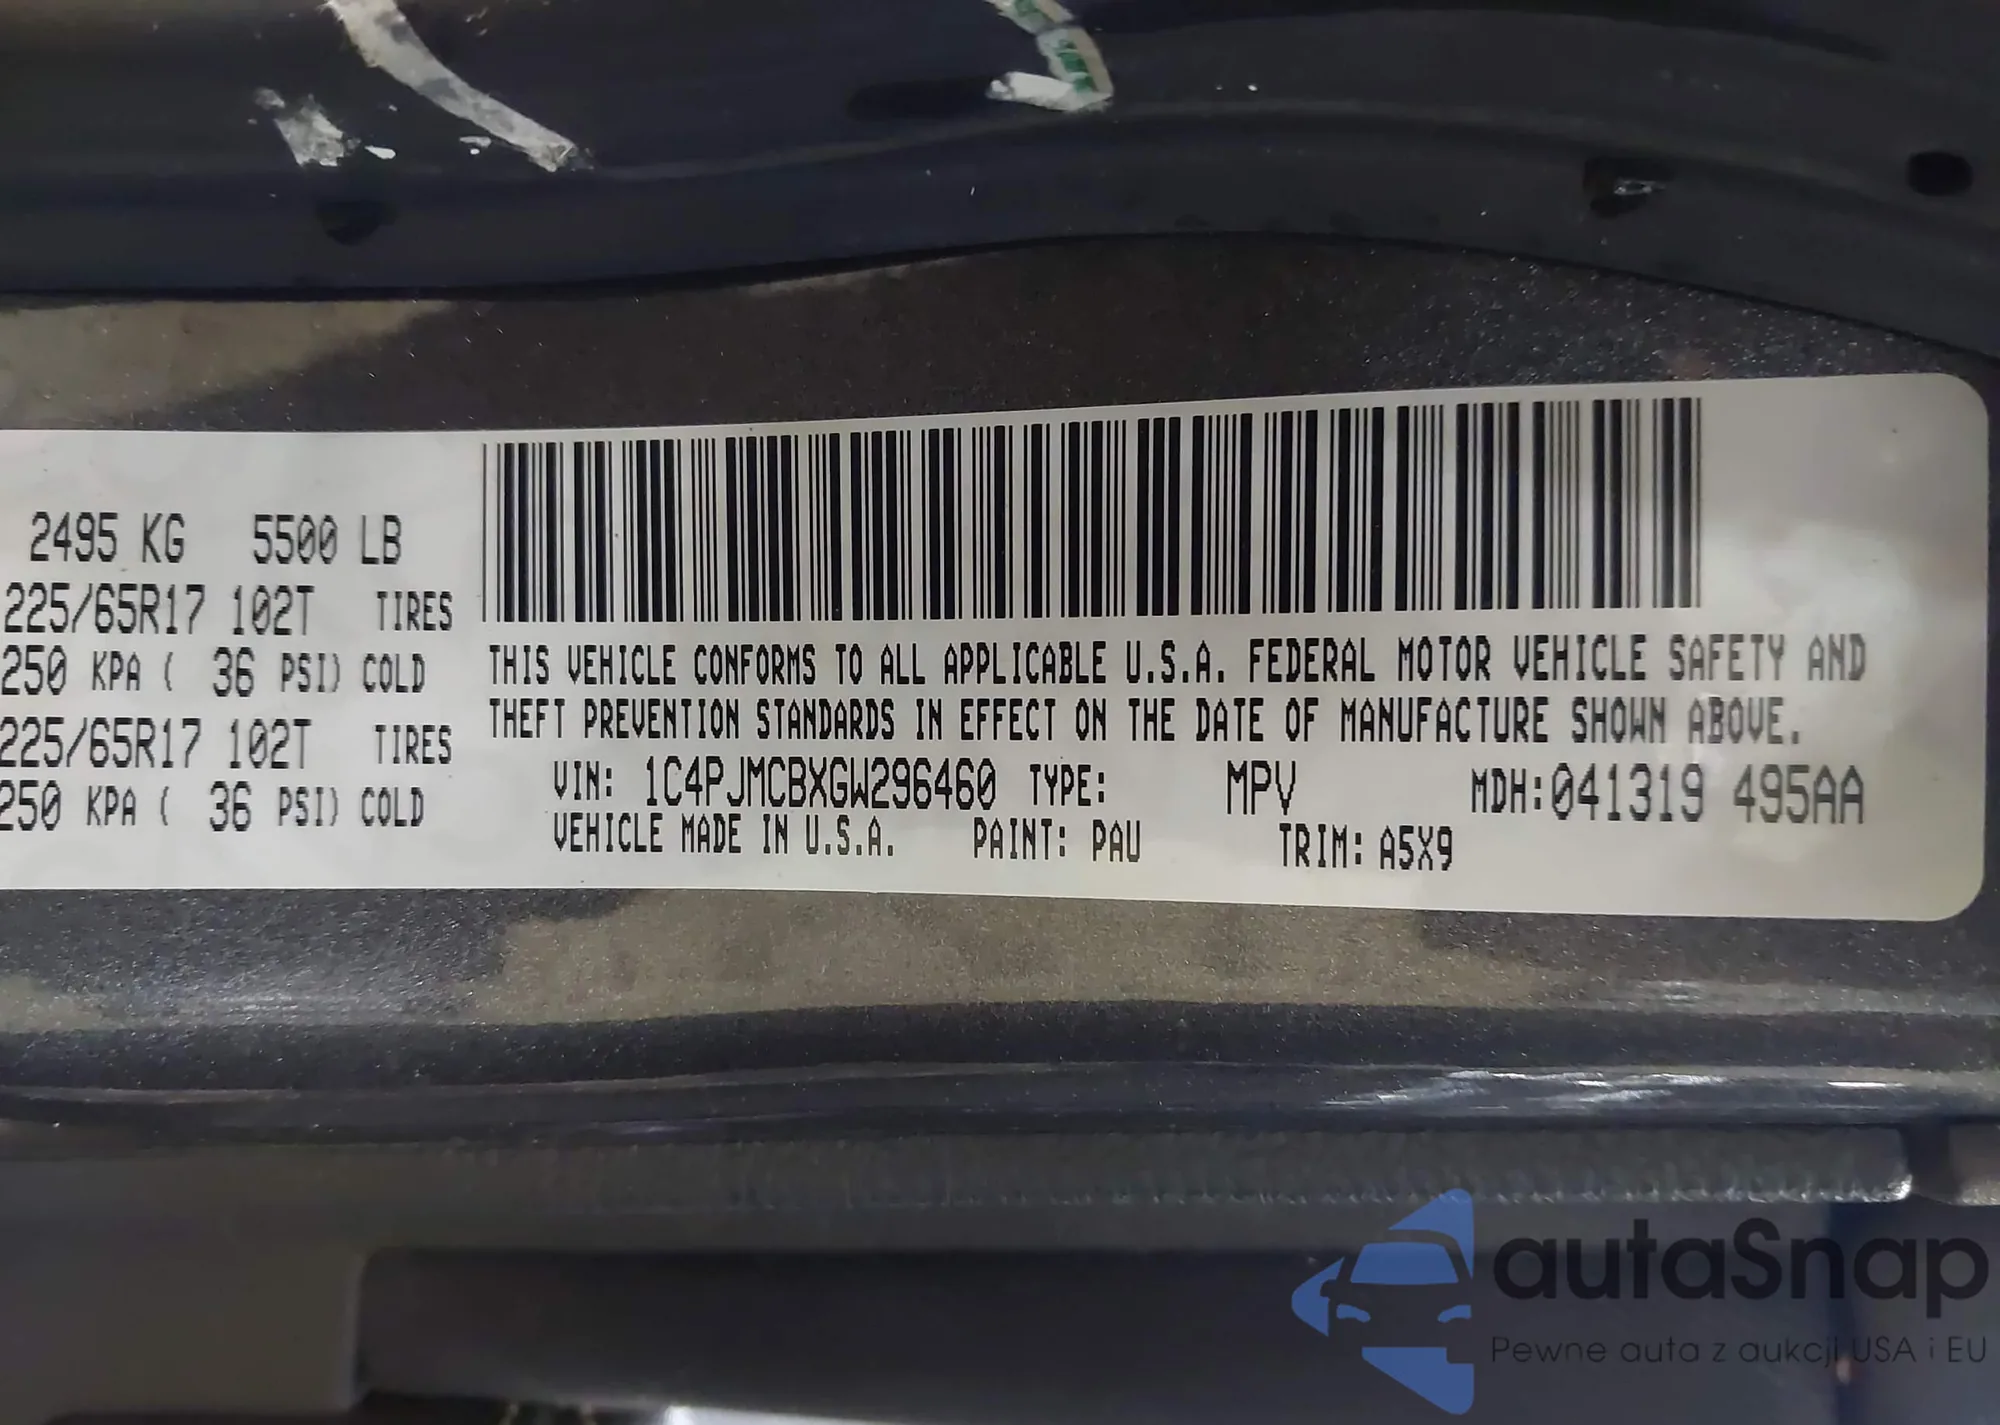 2495 KG 5500 LB
225/65R17 102T TIRES
250 KPA ( 36 PSI) COLD
225/65R17 102T TIRES
250 KPA ( 36 PSI) COLD
THIS VEHICLE CONFORMS TO ALL APPLICABLE U.S.A. FEDERAL MOTOR VEHICLE SAFETY AND
THEFT PREVENTION STANDARDS IN EFFECT ON THE DATE OF MANUFACTURE SHOWN ABOVE.
VIN: 1C4PJMCBXGW296460 TYPE: MPV MDH:041319 495AA
VEHICLE MADE IN U.S.A. PAINT: PAU TRIM: A5X9
autaSnap
Pewne auta z aukcji USA i EU